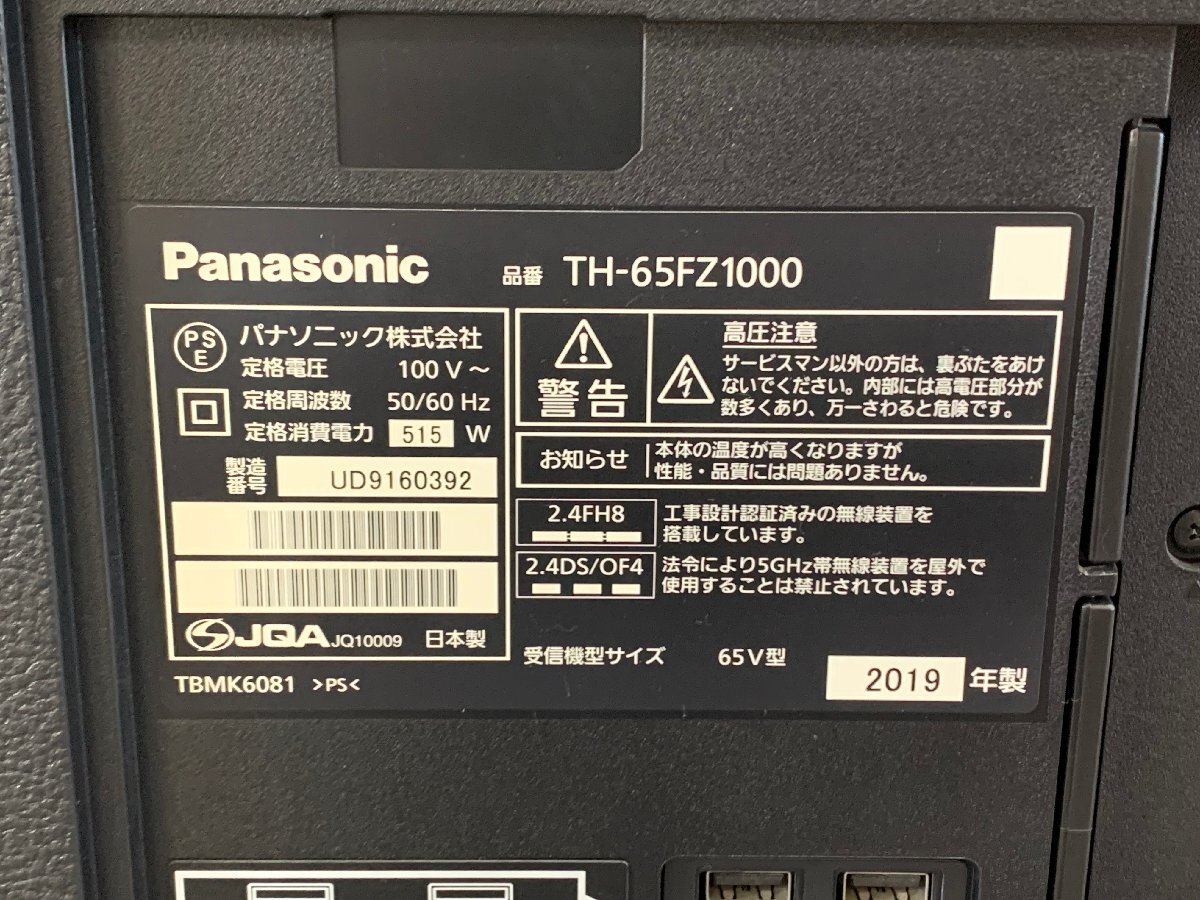 Panasonic 品番 TH-65FZ1000
PSE パナソニック株式会社
定格電圧 100 V ～
定格周波数 50/60 Hz
定格消費電力 515 W
製造番号 UD9160392
JQA JQ10009 日本製
TBMK6081 >PS<
警告
高圧注意
サービスマン以外の方は、裏ぶたをあけ
ないでください。内部には高電圧部分が
数多くあり、万一さわると危険です。
お知らせ
本体の温度が高くなりますが
性能・品質には問題ありません。
2.4FH8
工事設計認証済みの無線装置を
搭載しています。
2.4DS/OF4
法令により5GHz帯無線装置を屋外で
使用することは禁止されています。
受信機型サイズ 65V型
2019 年製